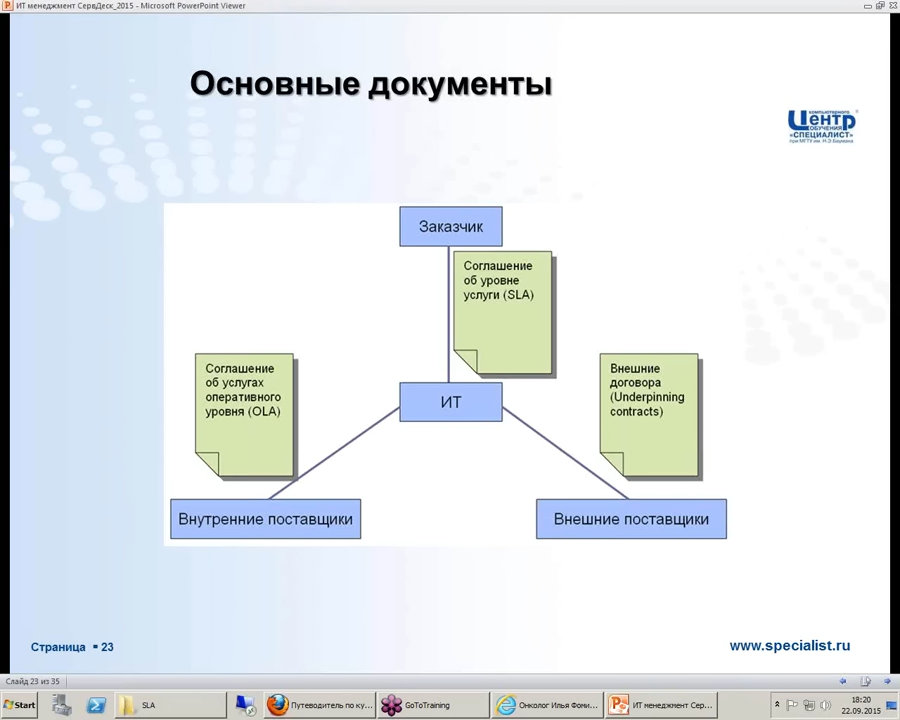 ИТ менеджмент СервДеск_2015 - Microsoft PowerPoint Viewer
Основные документы
компьютерного
Центр
обучения
«СПЕЦИАЛИСТ»
при МГТУ им. Н.Э.Баумана
Заказчик
Соглашение
об уровне
услуги (SLA)
Соглашение
об услугах
оперативного
уровня (OLA)
Внешние
договора
(Underpinning
contracts)
ИТ
Внутренние поставщики
Внешние поставщики
Страница ▪ 23
www.specialist.ru
Слайд 23 из 35
Start
SLA
Путеводитель по ку...
GoToTraining
Онколог Илья Фоми...
ИТ менеджмент Сер...
18:20
22.09.2015